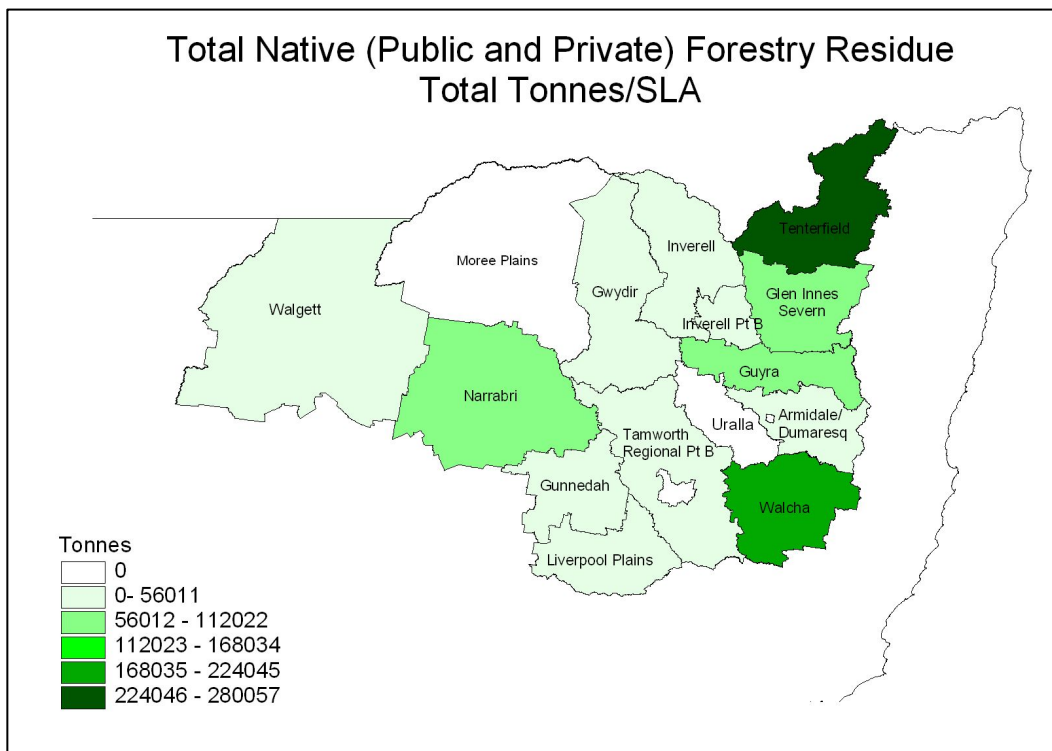 Total Native (Public and Private) Forestry Residue
Total Tonnes/SLA
Tenterfield
Inverell
Moree Plains
Gwydir
Glen Innes
Severn
Walgett
Inverell Pt B
Guyra
Narrabri
Armidale/
Dumaresq
Uralla
Tamworth
Regional Pt B
Gunnedah
Walcha
Liverpool Plains
Tonnes
0
0- 56011
56012 - 112022
112023 - 168034
168035 - 224045
224046 - 280057